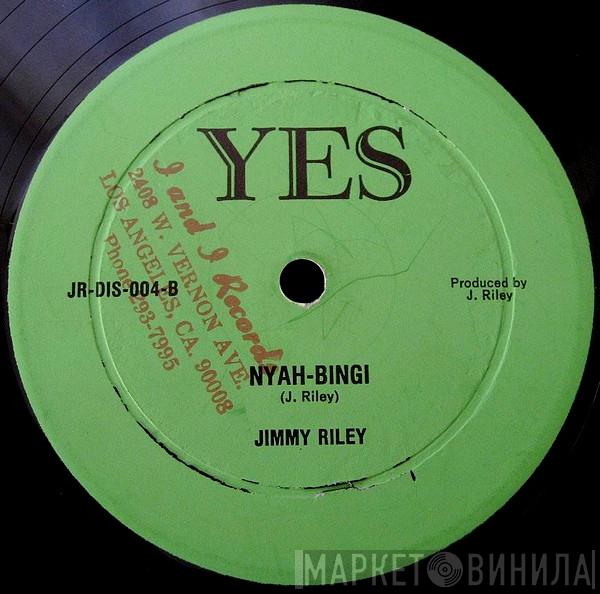 YES
I and I Records
2408 W. VERNON AVE.
LOS ANGELES, CA. 90008
Phone 293-7995
JR-DIS-004-B
Produced by
J. Riley
NYAH-BINGI
(J. Riley)
JIMMY RILEY
МАРКЕТ ВИНИЛА